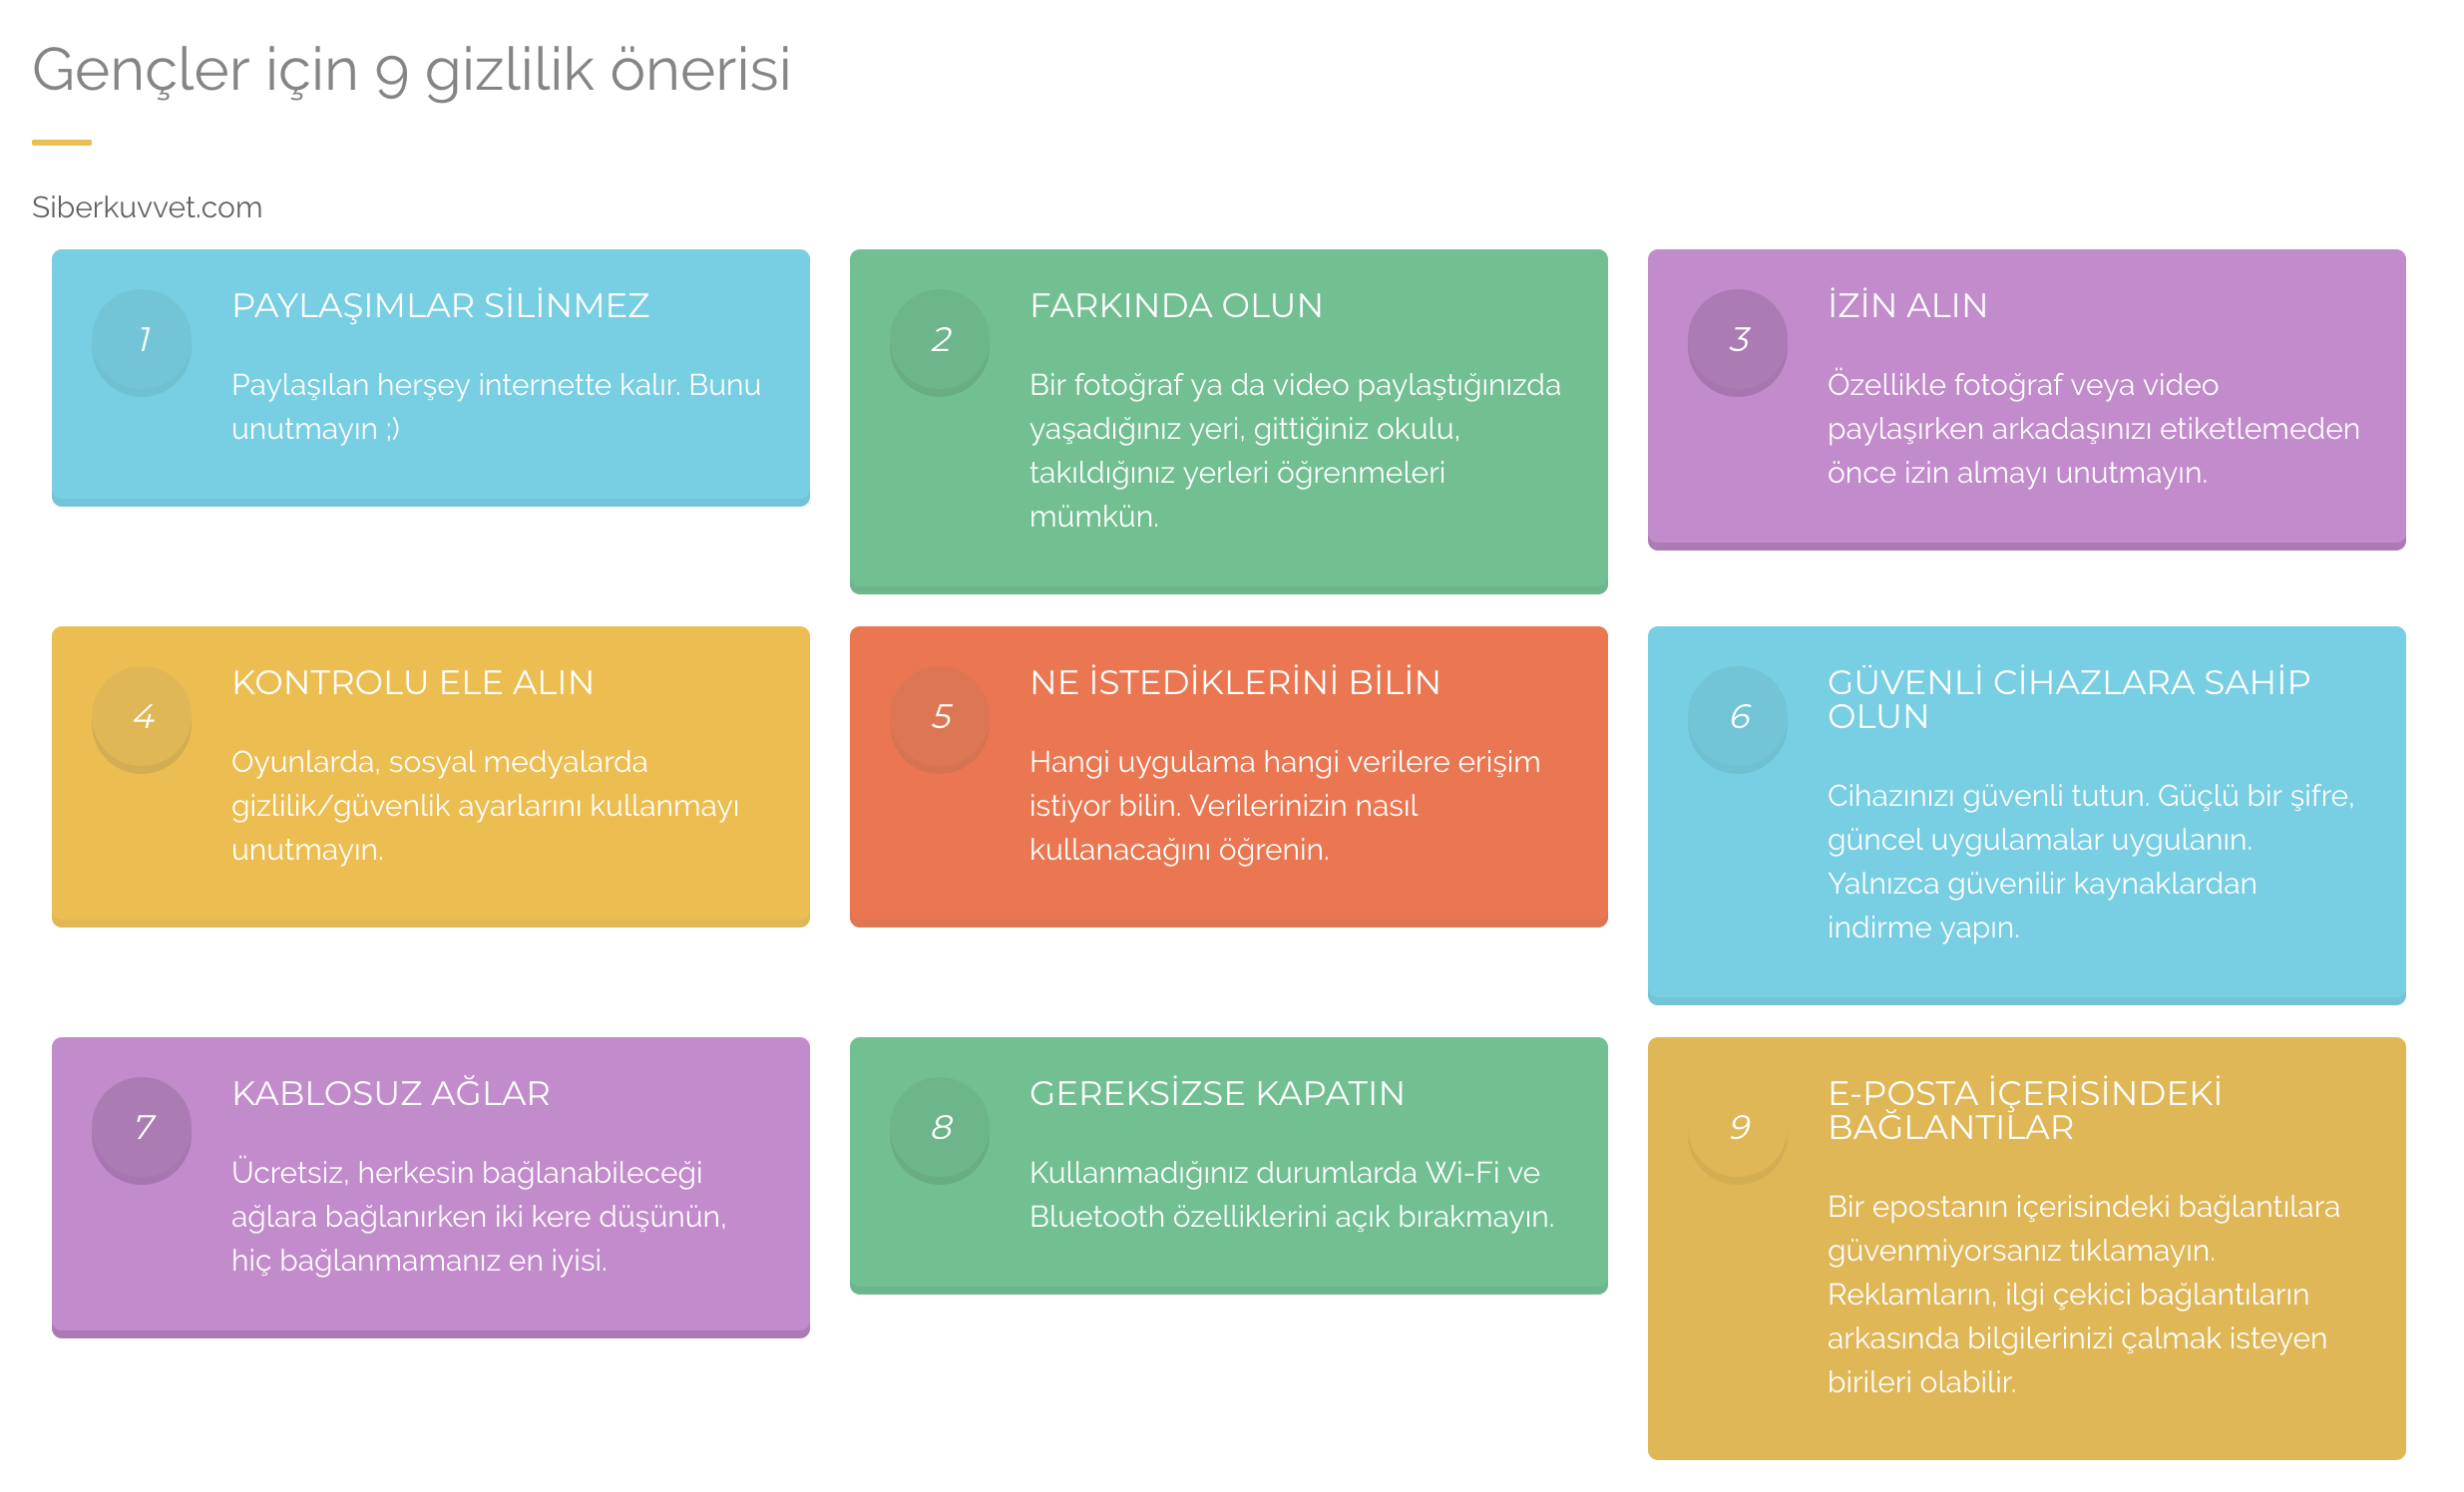 Gençler için 9 gizlilik önerisi
Siberkuvvet.com
1
PAYLAŞIMLAR SİLİNMEZ
Paylaşılan herşey internette kalır. Bunu
unutmayın ;)
2
FARKINDA OLUN
Bir fotoğraf ya da video paylaştığınızda
yaşadığınız yeri, gittiğiniz okulu,
takıldığınız yerleri öğrenmeleri
mümkün.
3
İZİN ALIN
Özellikle fotoğraf veya video
paylaşırken arkadaşınızı etiketlemeden
önce izin almayı unutmayın.
4
KONTROLU ELE ALIN
Oyunlarda, sosyal medyalarda
gizlilik/güvenlik ayarlarını kullanmayı
unutmayın.
5
NE İSTEDİKLERİNİ BİLİN
Hangi uygulama hangi verilere erişim
istiyor bilin. Verilerinizin nasıl
kullanacağını öğrenin.
6
GÜVENLİ CİHAZLARA SAHİP
OLUN
Cihazınızı güvenli tutun. Güçlü bir şifre,
güncel uygulamalar uygulanın.
Yalnızca güvenilir kaynaklardan
indirme yapın.
7
KABLOSUZ AĞLAR
Ücretsiz, herkesin bağlanabileceği
ağlara bağlanırken iki kere düşünün,
hiç bağlanmamanız en iyisi.
8
GEREKSİZSE KAPATIN
Kullanmadığınız durumlarda Wi-Fi ve
Bluetooth özelliklerini açık bırakmayın.
9
E-POSTA İÇERİSİNDEKİ
BAĞLANTILAR
Bir epostanın içerisindeki bağlantılara
güvenmiyorsanız tıklamayın.
Reklamların, ilgi çekici bağlantıların
arkasında bilgilerinizi çalmak isteyen
birileri olabilir.